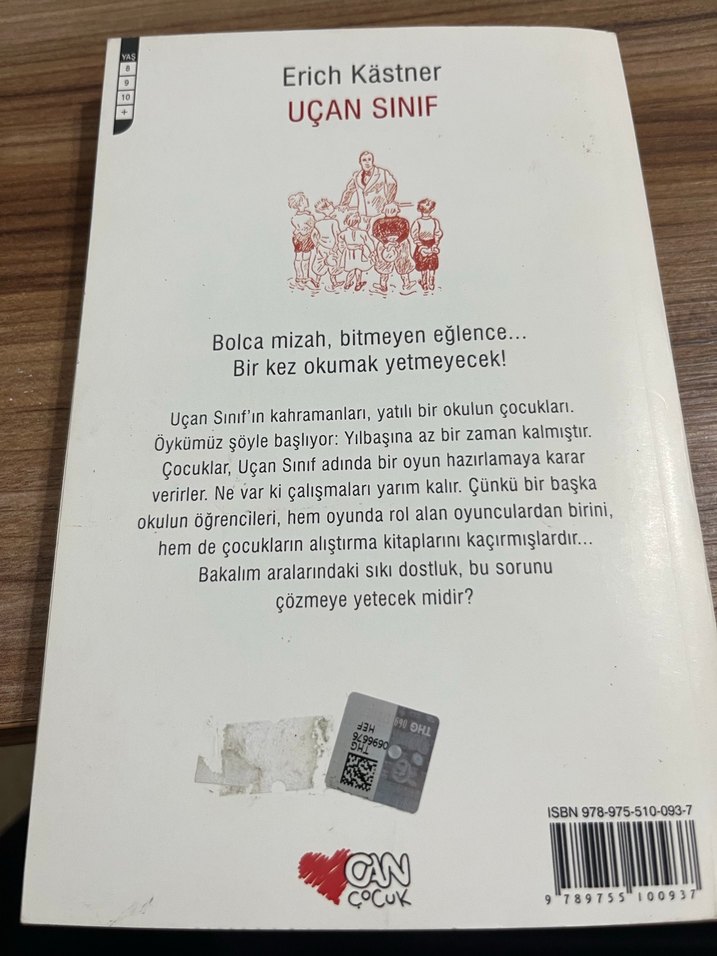 YAŞ
8
9
10
+
Erich Kästner
UÇAN SINIF
Bolca mizah, bitmeyen eğlence...
Bir kez okumak yetmeyecek!
Uçan Sınıf'ın kahramanları, yatılı bir okulun çocukları.
Öykümüz şöyle başlıyor: Yılbaşına az bir zaman kalmıştır.
Çocuklar, Uçan Sınıf adında bir oyun hazırlamaya karar
verirler. Ne var ki çalışmaları yarım kalır. Çünkü bir başka
okulun öğrencileri, hem oyunda rol alan oyunculardan birini,
hem de çocukların alıştırma kitaplarını kaçırmışlardır...
Bakalım aralarındaki sıkı dostluk, bu sorunu
çözmeye yetecek midir?
THG
HEF
0696676
THG
ISBN 978-975-510-093-7
9 789755 100937
CAN
ÇOCUK